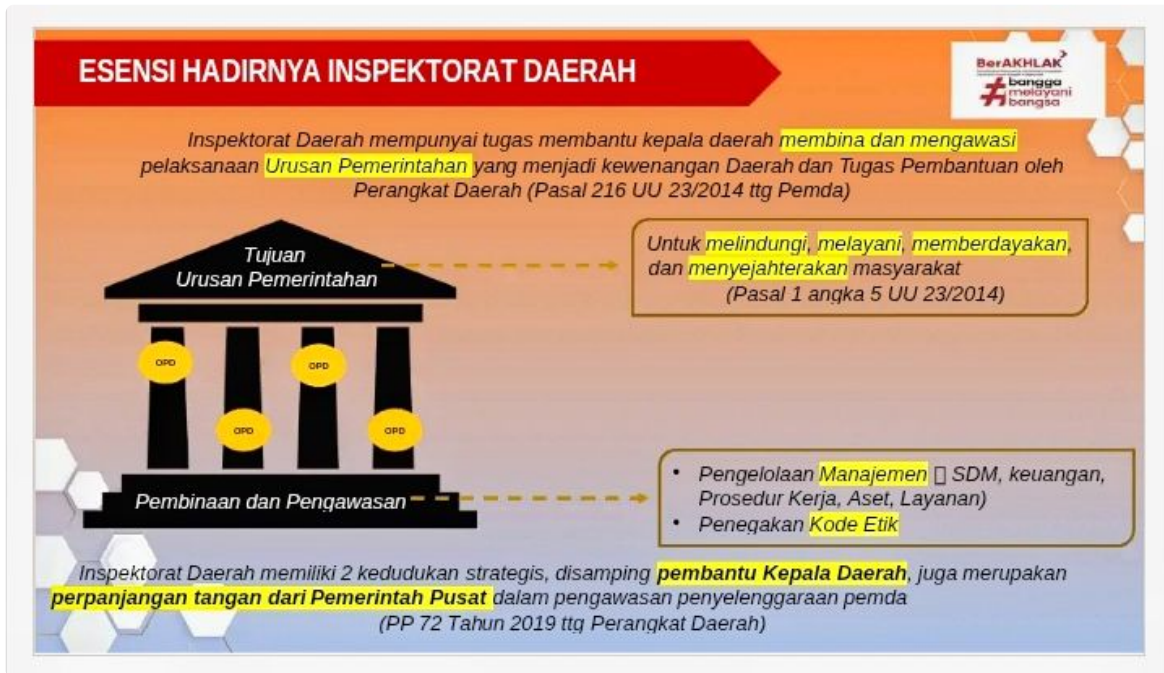 ESENSI HADIRNYA INSPEKTORAT DAERAH
BerAKHLAK
#bangga
melayani
bangsa
Inspektorat Daerah mempunyai tugas membantu kepala daerah membina dan mengawasi
pelaksanaan Urusan Pemerintahan yang menjadi kewenangan Daerah dan Tugas Pembantuan oleh
Perangkat Daerah (Pasal 216 UU 23/2014 ttg Pemda)
Tujuan
Urusan Pemerintahan
Untuk melindungi, melayani, memberdayakan,
dan menyejahterakan masyarakat
(Pasal 1 angka 5 UU 23/2014)
OPD
OPD
OPD
OPD
Pembinaan dan Pengawasan
• Pengelolaan Manajemen  SDM, keuangan,
Prosedur Kerja, Aset, Layanan)
• Penegakan Kode Etik
Inspektorat Daerah memiliki 2 kedudukan strategis, disamping pembantu Kepala Daerah, juga merupakan
perpanjangan tangan dari Pemerintah Pusat dalam pengawasan penyelenggaraan pemda
(PP 72 Tahun 2019 ttg Perangkat Daerah)